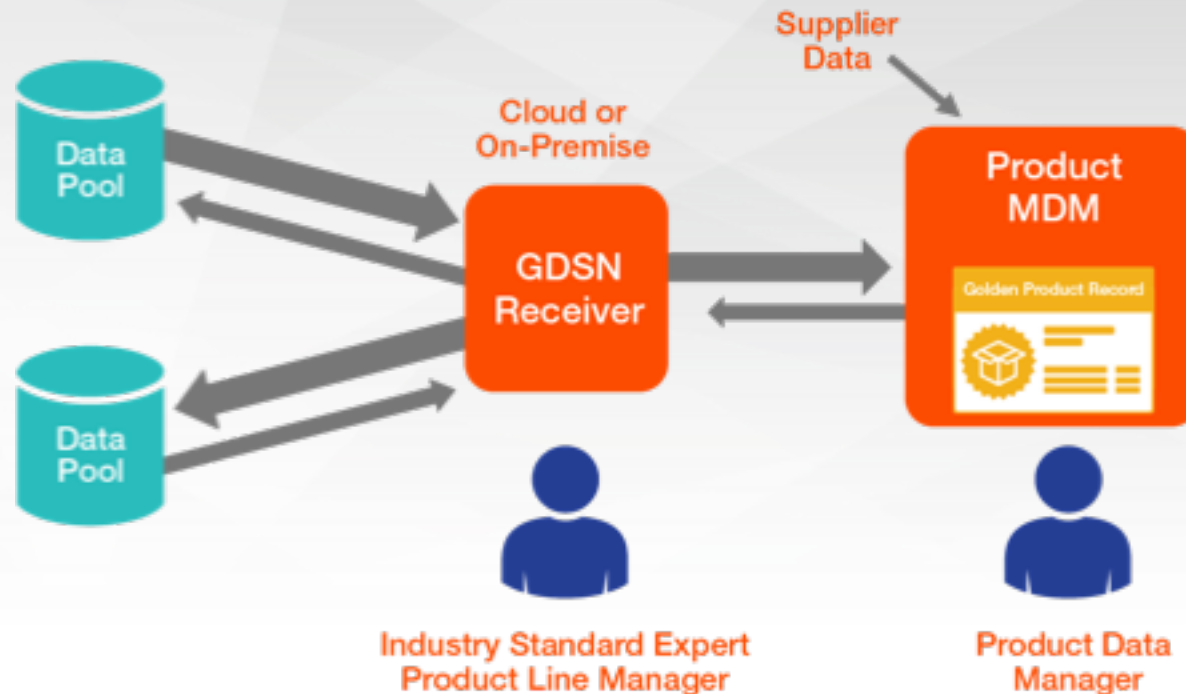 Supplier
Data
Data
Pool
Cloud or
On-Premise
GDSN
Receiver
Product
MDM
Golden Product Record
Data
Pool
Industry Standard Expert
Product Line Manager
Product Data
Manager